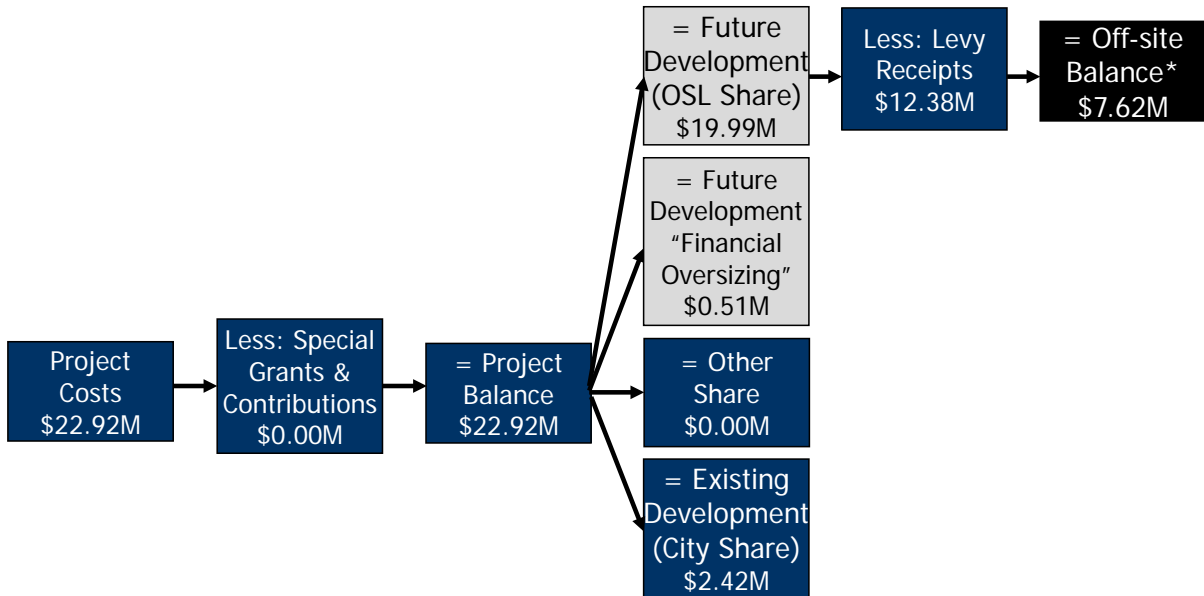 Project
Costs
$22.92M
Less: Special
Grants &
Contributions
$0.00M
= Project
Balance
$22.92M
= Future
Development
(OSL Share)
$19.99M
Less: Levy
Receipts
$12.38M
= Off-site
Balance*
$7.62M
= Future
Development
“Financial
Oversizing”
$0.51M
= Other
Share
$0.00M
= Existing
Development
(City Share)
$2.42M